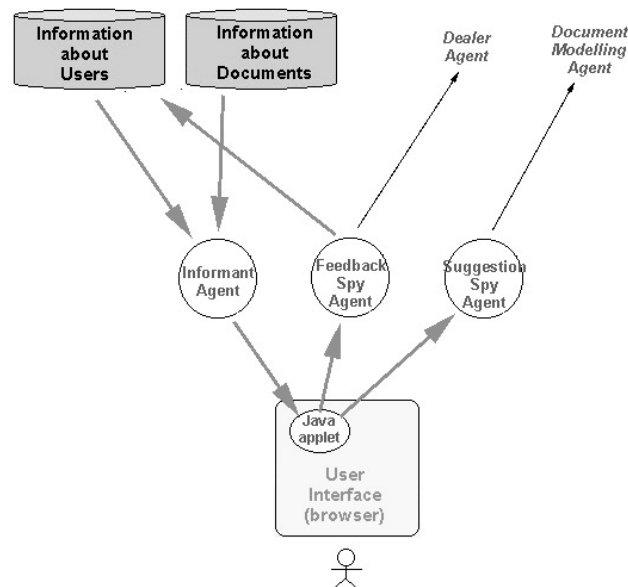 Information
about
Users
Information
about
Documents
Dealer
Agent
Document
Modelling
Agent
Informant
Agent
Feedback
Spy
Agent
Suggestion
Spy
Agent
Java
applet
User
Interface
(browser)